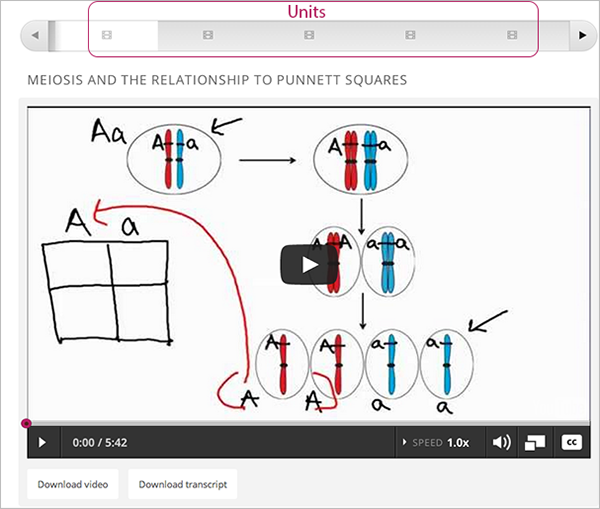 Units
MEIOSIS AND THE RELATIONSHIP TO PUNNETT SQUARES
Aa
A a
A a
A a
A A a a
A A a a
A A a a
0:00 / 5:42
SPEED 1.0x
CC
Download video
Download transcript